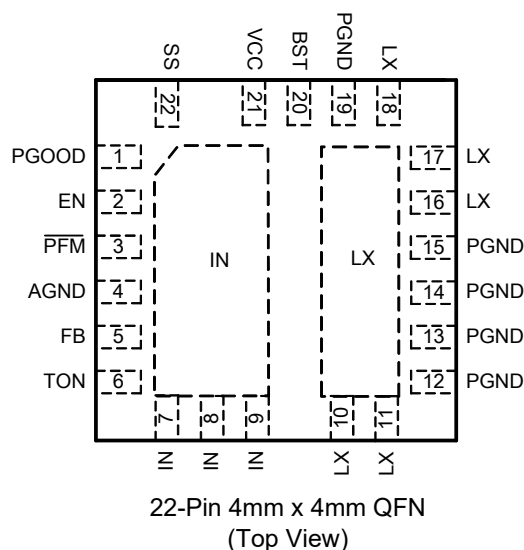 SS
VCC
BST
PGND
LX
22
21
20
19
18
PGOOD 1
17 LX
EN 2
16 LX
PFM 3
15 PGND
IN
LX
AGND 4
14 PGND
FB 5
13 PGND
TON 6
12 PGND
7
8
9
10
11
IN
IN
IN
LX
LX
22-Pin 4mm x 4mm QFN
(Top View)